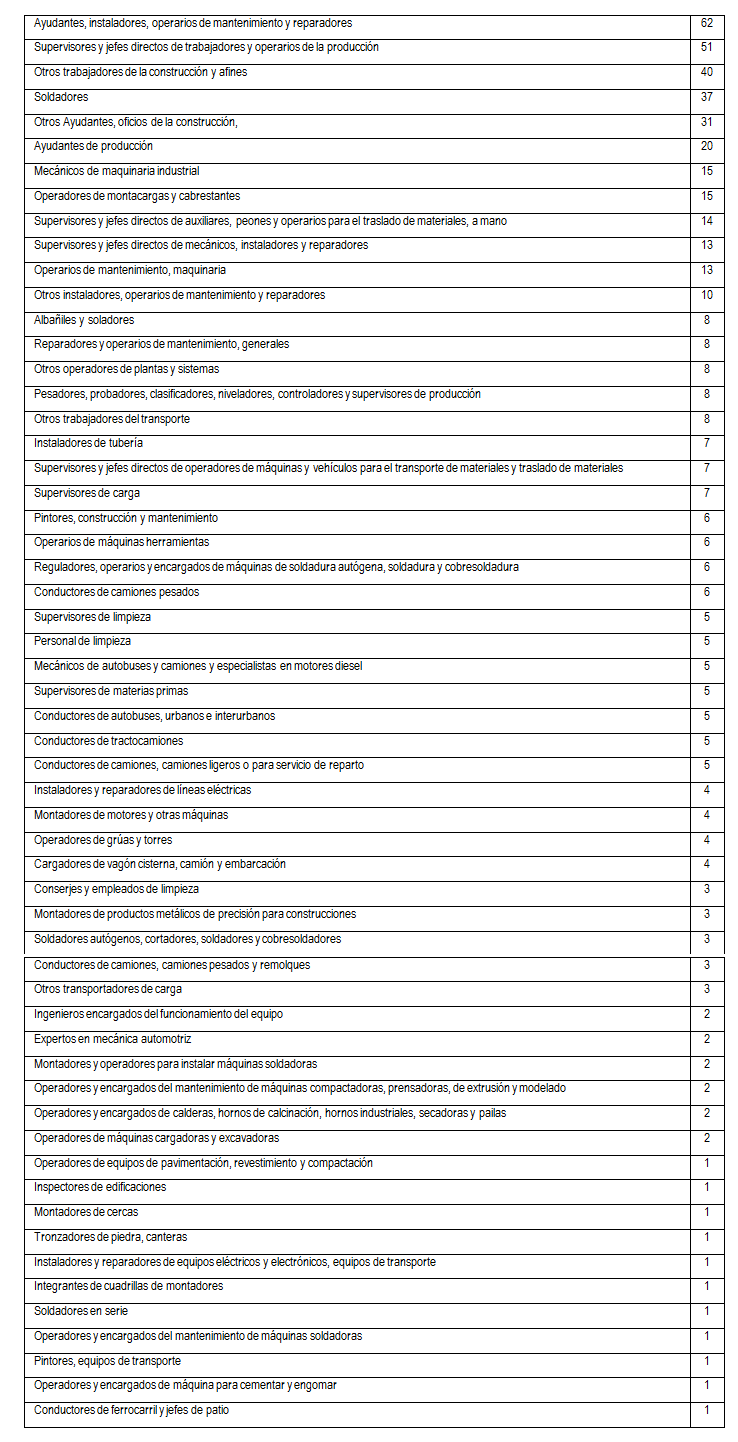 Ayudantes, instaladores, operarios de mantenimiento y reparadores 62
Supervisores y jefes directos de trabajadores y operarios de la producción 51
Otros trabajadores de la construcción y afines 40
Soldadores 37
Otros Ayudantes, oficios de la construcción, 31
Ayudantes de producción 20
Mecánicos de maquinaria industrial 15
Operadores de montacargas y cabrestantes 15
Supervisores y jefes directos de auxiliares, peones y operarios para el traslado de materiales, a mano 14
Supervisores y jefes directos de mecánicos, instaladores y reparadores 13
Operarios de mantenimiento, maquinaria 13
Otros instaladores, operarios de mantenimiento y reparadores 10
Albañiles y soladores 8
Reparadores y operarios de mantenimiento, generales 8
Otros operadores de plantas y sistemas 8
Pesadores, probadores, clasificadores, niveladores, controladores y supervisores de producción 8
Otros trabajadores del transporte 8
Instaladores de tubería 7
Supervisores y jefes directos de operadores de máquinas y vehículos para el transporte de materiales y traslado de materiales 7
Supervisores de carga 7
Pintores, construcción y mantenimiento 6
Operarios de máquinas herramientas 6
Reguladores, operarios y encargados de máquinas de soldadura autógena, soldadura y cobresoldadura 6
Conductores de camiones pesados 6
Supervisores de limpieza 5
Personal de limpieza 5
Mecánicos de autobuses y camiones y especialistas en motores diesel 5
Supervisores de materias primas 5
Conductores de autobuses, urbanos e interurbanos 5
Conductores de tractocamiones 5
Conductores de camiones, camiones ligeros o para servicio de reparto 5
Instaladores y reparadores de líneas eléctricas 4
Montadores de motores y otras máquinas 4
Operadores de grúas y torres 4
Cargadores de vagón cisterna, camión y embarcación 4
Conserjes y empleados de limpieza 3
Montadores de productos metálicos de precisión para construcciones 3
Soldadores autógenos, cortadores, soldadores y cobresoldadores 3
Conductores de camiones, camiones pesados y remolques 3
Otros transportadores de carga 3
Ingenieros encargados del funcionamiento del equipo 2
Expertos en mecánica automotriz 2
Montadores y operadores para instalar máquinas soldadoras 2
Operadores y encargados del mantenimiento de máquinas compactadoras, prensadoras, de extrusión y modelado 2
Operadores y encargados de calderas, hornos de calcinación, hornos industriales, secadoras y pailas 2
Operadores de máquinas cargadoras y excavadoras 2
Operadores de equipos de pavimentación, revestimiento y compactación 1
Inspectores de edificaciones 1
Montadores de cercas 1
Tronzadores de piedra, canteras 1
Instaladores y reparadores de equipos eléctricos y electrónicos, equipos de transporte 1
Integrantes de cuadrillas de montadores 1
Soldadores en serie 1
Operadores y encargados del mantenimiento de máquinas soldadoras 1
Pintores, equipos de transporte 1
Operadores y encargados de máquina para cementar y engomar 1
Conductores de ferrocarril y jefes de patio 1